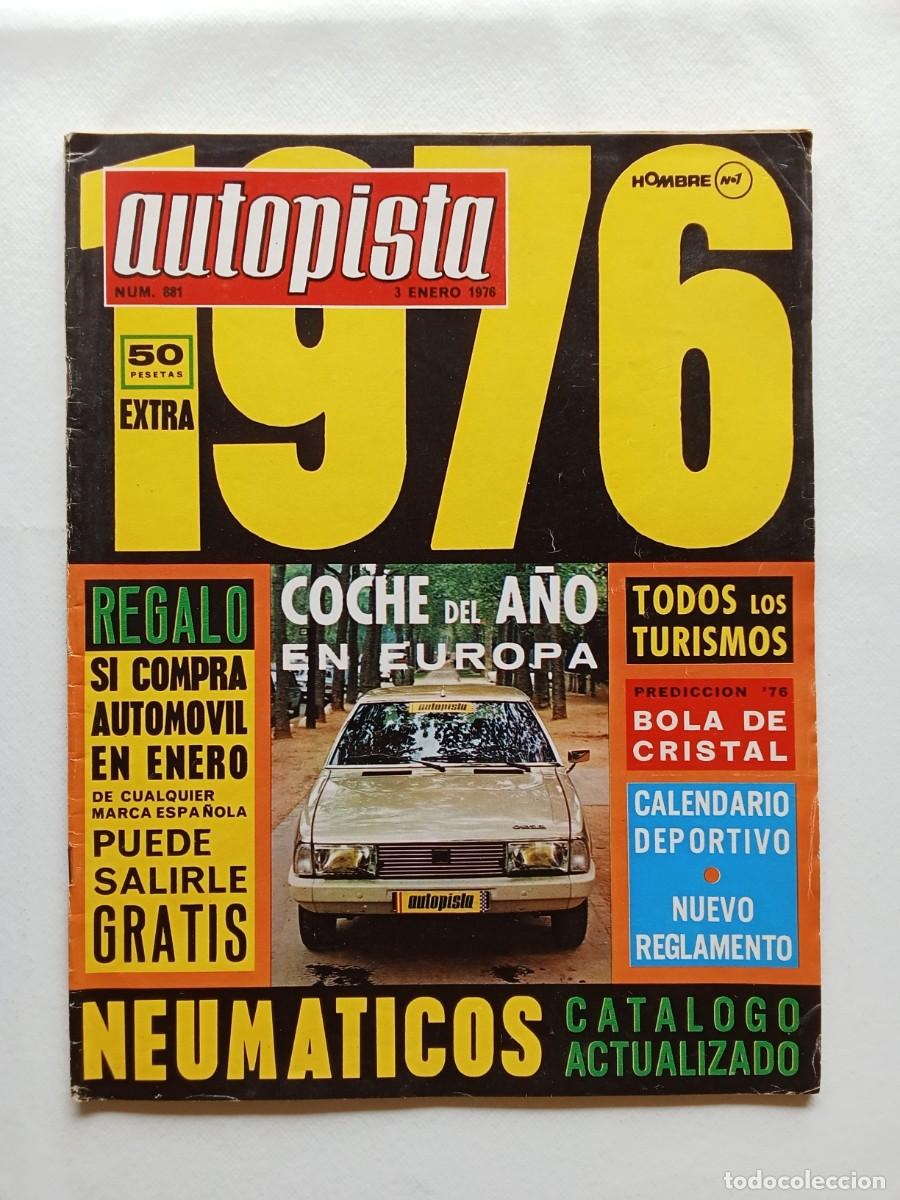 1976
autopista
NUM. 881 3 ENERO 1976
HOMBRE Nº1
50
PESETAS
EXTRA
REGALO
SI COMPRA
AUTOMOVIL
EN ENERO
DE CUALQUIER
MARCA ESPAÑOLA
PUEDE
SALIRLE
GRATIS
COCHE DEL AÑO
EN EUROPA
autopista
autopista
TODOS LOS
TURISMOS
PREDICCION '76
BOLA DE
CRISTAL
CALENDARIO
DEPORTIVO
NUEVO
REGLAMENTO
NEUMATICOS
CATALOGO
ACTUALIZADO
todocoleccion